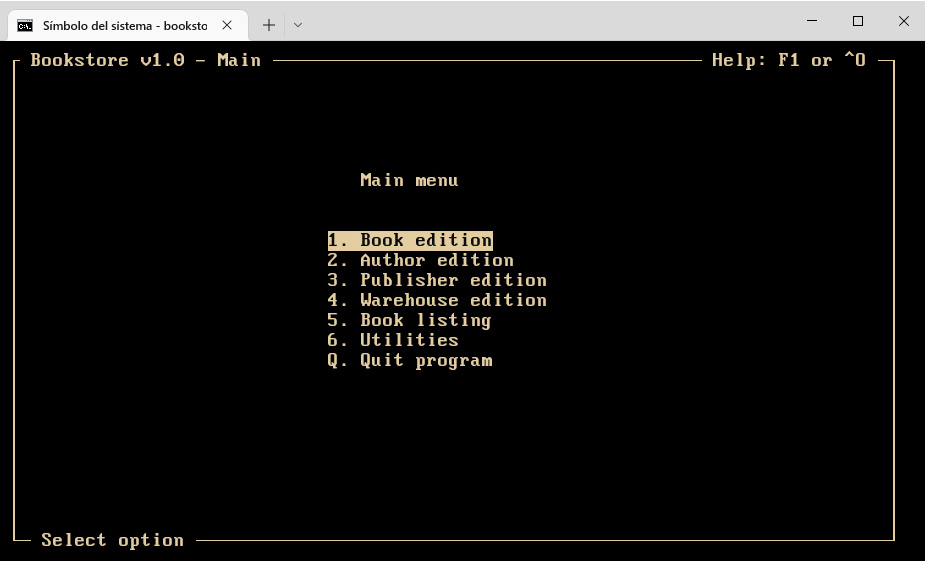 Símbolo del sistema - booksto
Bookstore v1.0 - Main
Help: F1 or ^O
Main menu
1. Book edition
2. Author edition
3. Publisher edition
4. Warehouse edition
5. Book listing
6. Utilities
Q. Quit program
Select option